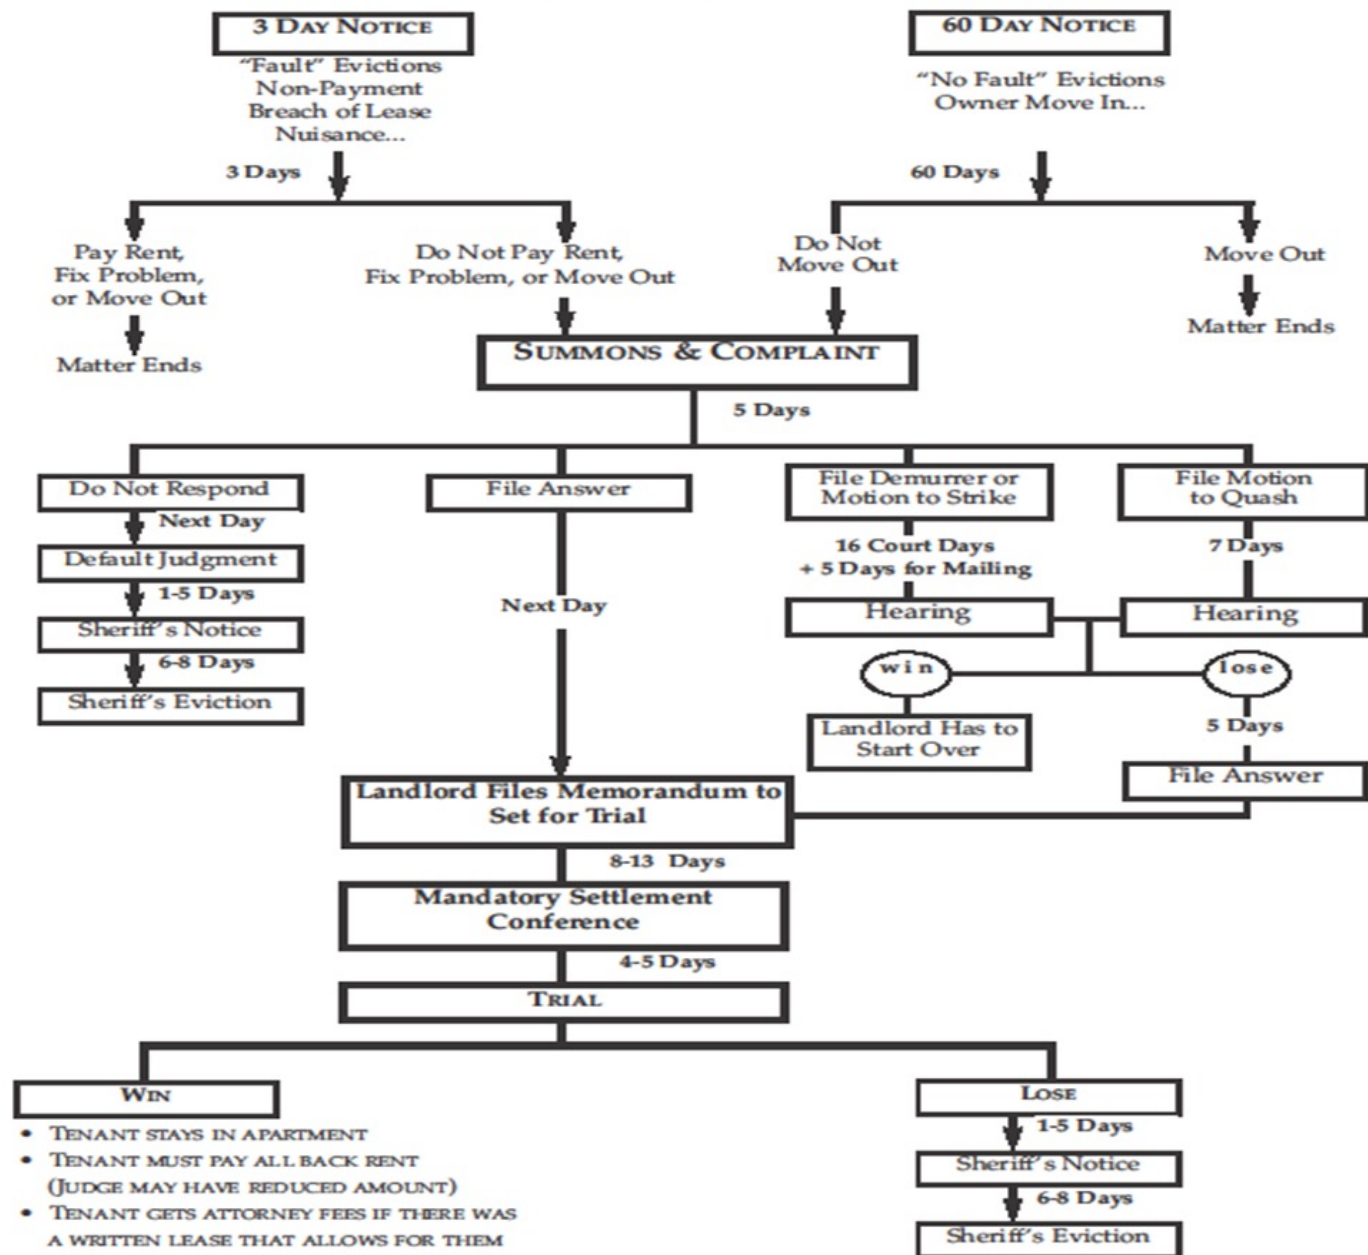 3 DAY NOTICE
"Fault" Evictions
Non-Payment
Breach of Lease
Nuisance...
3 Days
60 DAY NOTICE
"No Fault" Evictions
Owner Move In...
60 Days
Pay Rent,
Fix Problem,
or Move Out
Matter Ends
Do Not Pay Rent,
Fix Problem, or Move Out
Do Not
Move Out
Move Out
Matter Ends
SUMMONS & COMPLAINT
5 Days
Do Not Respond
Next Day
Default Judgment
1-5 Days
Sheriff's Notice
6-8 Days
Sheriff's Eviction
File Answer
Next Day
File Demurrer or
Motion to Strike
16 Court Days
+ 5 Days for Mailing
Hearing
File Motion
to Quash
7 Days
Hearing
win
Landlord Has to
Start Over
lose
5 Days
File Answer
Landlord Files Memorandum to
Set for Trial
8-13 Days
Mandatory Settlement
Conference
4-5 Days
TRIAL
WIN
• TENANT STAYS IN APARTMENT
• TENANT MUST PAY ALL BACK RENT
(JUDGE MAY HAVE REDUCED AMOUNT)
• TENANT GETS ATTORNEY FEES IF THERE WAS
A WRITTEN LEASE THAT ALLOWS FOR THEM
LOSE
1-5 Days
Sheriff's Notice
6-8 Days
Sheriff's Eviction